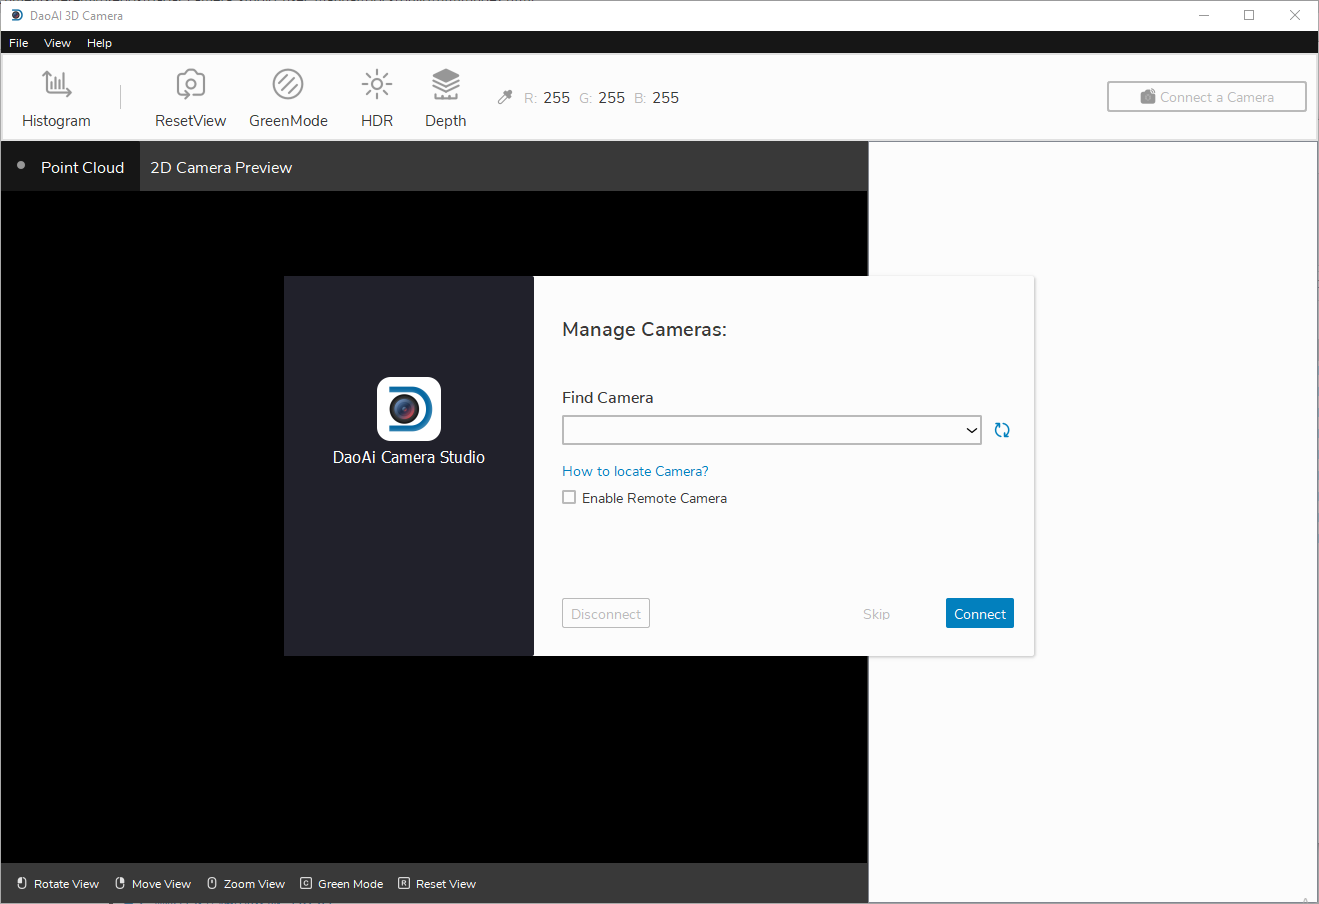 DaoAI 3D Camera
File View Help
Histogram ResetView GreenMode HDR Depth R: 255 G: 255 B: 255 Connect a Camera
Point Cloud 2D Camera Preview
DaoAi Camera Studio
Manage Cameras:
Find Camera
How to locate Camera?
Enable Remote Camera
Disconnect Skip Connect
Rotate View Move View Zoom View C Green Mode R Reset View